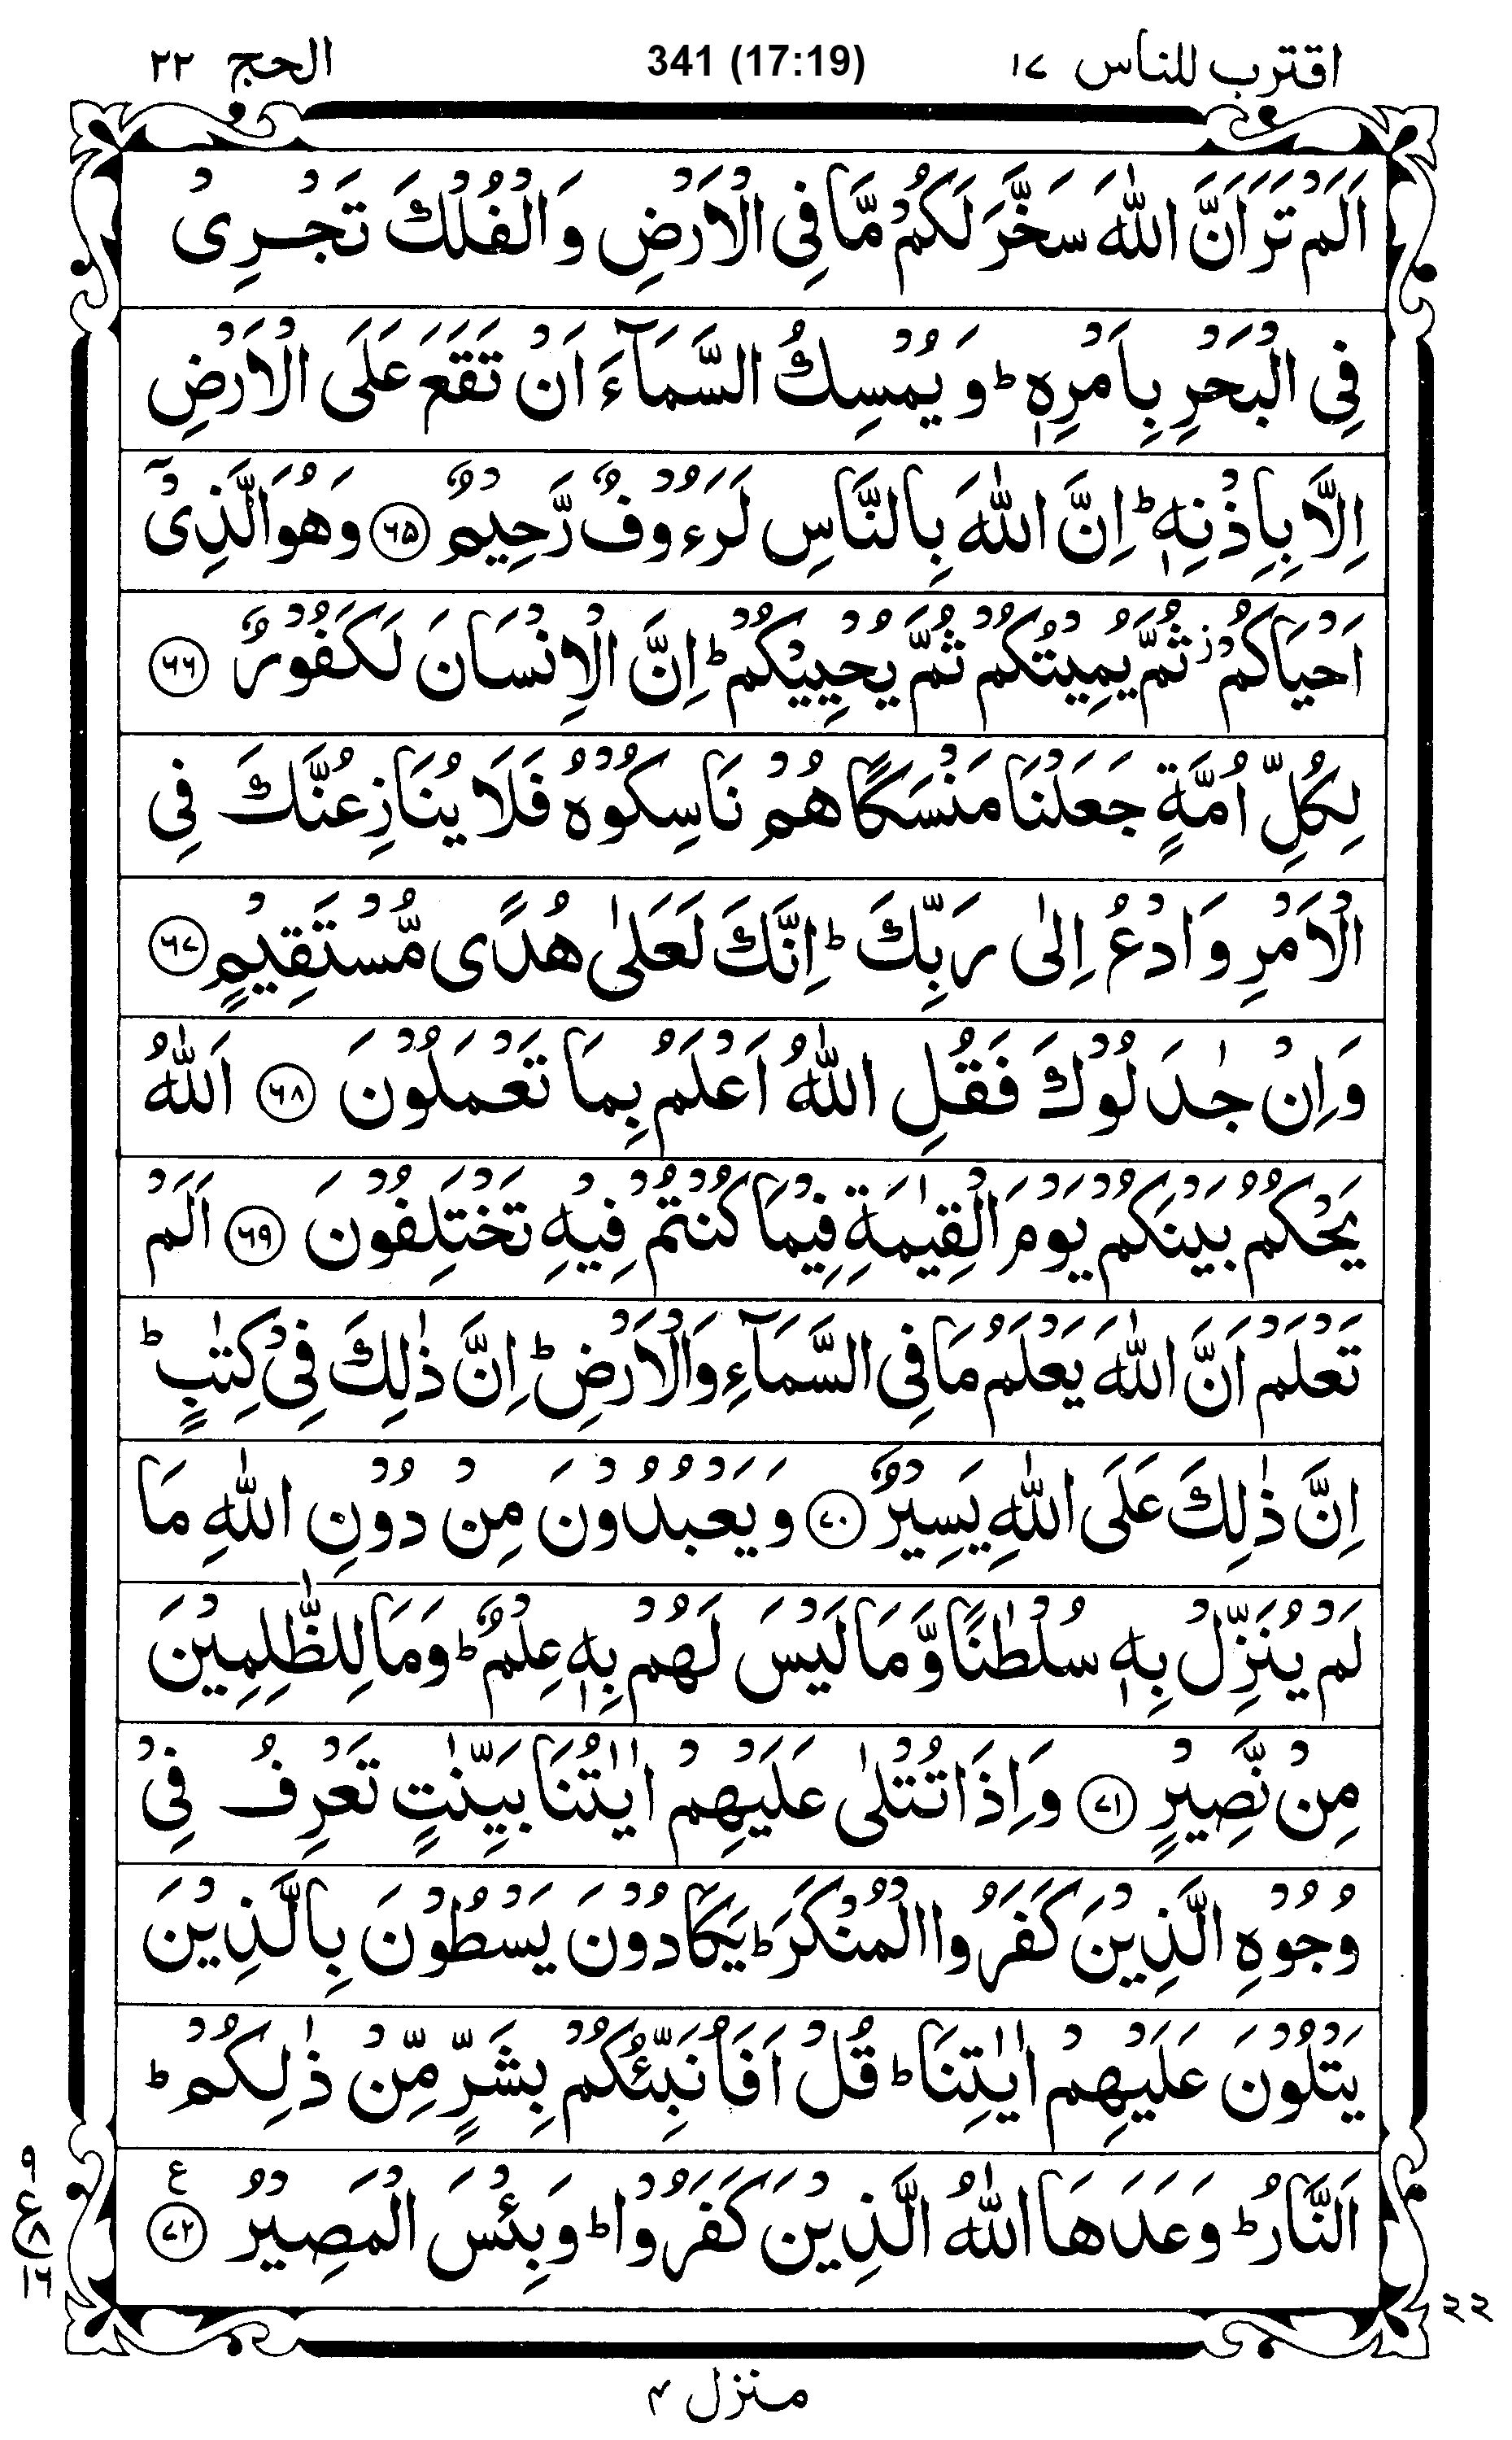 اقترب للناس ١٧ 341 (17:19) الحج ٢٢
اَلَمْ تَرَ اَنَّ اللّٰهَ سَخَّرَ لَكُمْ مَّا فِی الْاَرْضِ وَ الْفُلْكَ تَجْرِیْ
فِی الْبَحْرِ بِاَمْرِهٖ ؕ وَ یُمْسِكُ السَّمَآءَ اَنْ تَقَعَ عَلَی الْاَرْضِ
اِلَّا بِاِذْنِهٖ ؕ اِنَّ اللّٰهَ بِالنَّاسِ لَرَءُوْفٌ رَّحِیْمٌ ۝۶۵ وَ هُوَ الَّذِیْۤ
اَحْیَاكُمْ ؗ ثُمَّ یُمِیْتُكُمْ ثُمَّ یُحْیِیْكُمْ ؕ اِنَّ الْاِنْسَانَ لَكَفُوْرٌ ۝۶۶
لِكُلِّ اُمَّةٍ جَعَلْنَا مَنْسَكًا هُمْ نَاسِكُوْهُ فَلَا یُنَازِعُنَّكَ فِی
الْاَمْرِ وَ ادْعُ اِلٰی رَبِّكَ ؕ اِنَّكَ لَعَلٰی هُدًی مُّسْتَقِیْمٍ ۝۶۷
وَ اِنْ جٰدَلُوْكَ فَقُلِ اللّٰهُ اَعْلَمُ بِمَا تَعْمَلُوْنَ ۝۶۸ اَللّٰهُ
یَحْكُمُ بَیْنَكُمْ یَوْمَ الْقِیٰمَةِ فِیْمَا كُنْتُمْ فِیْهِ تَخْتَلِفُوْنَ ۝۶۹ اَلَمْ
تَعْلَمْ اَنَّ اللّٰهَ یَعْلَمُ مَا فِی السَّمَآءِ وَ الْاَرْضِ ؕ اِنَّ ذٰلِكَ فِیْ كِتٰبٍ ؕ
اِنَّ ذٰلِكَ عَلَی اللّٰهِ یَسِیْرٌ ۝۷۰ وَ یَعْبُدُوْنَ مِنْ دُوْنِ اللّٰهِ مَا
لَمْ یُنَزِّلْ بِهٖ سُلْطٰنًا وَّ مَا لَیْسَ لَهُمْ بِهٖ عِلْمٌ ؕ وَ مَا لِلظّٰلِمِیْنَ
مِنْ نَّصِیْرٍ ۝۷۱ وَ اِذَا تُتْلٰی عَلَیْهِمْ اٰیٰتُنَا بَیِّنٰتٍ تَعْرِفُ فِیْ
وُجُوْهِ الَّذِیْنَ كَفَرُوا الْمُنْكَرَ ؕ یَكَادُوْنَ یَسْطُوْنَ بِالَّذِیْنَ
یَتْلُوْنَ عَلَیْهِمْ اٰیٰتِنَا ؕ قُلْ اَفَاُنَبِّئُكُمْ بِشَرٍّ مِّنْ ذٰلِكُمْ ؕ
اَلنَّارُ ؕ وَعَدَهَا اللّٰهُ الَّذِیْنَ كَفَرُوْا ؕ وَ بِئْسَ الْمَصِیْرُ ۝۷۲ ع
٩
ع ٨
١٦
٢٢
منزل ۴